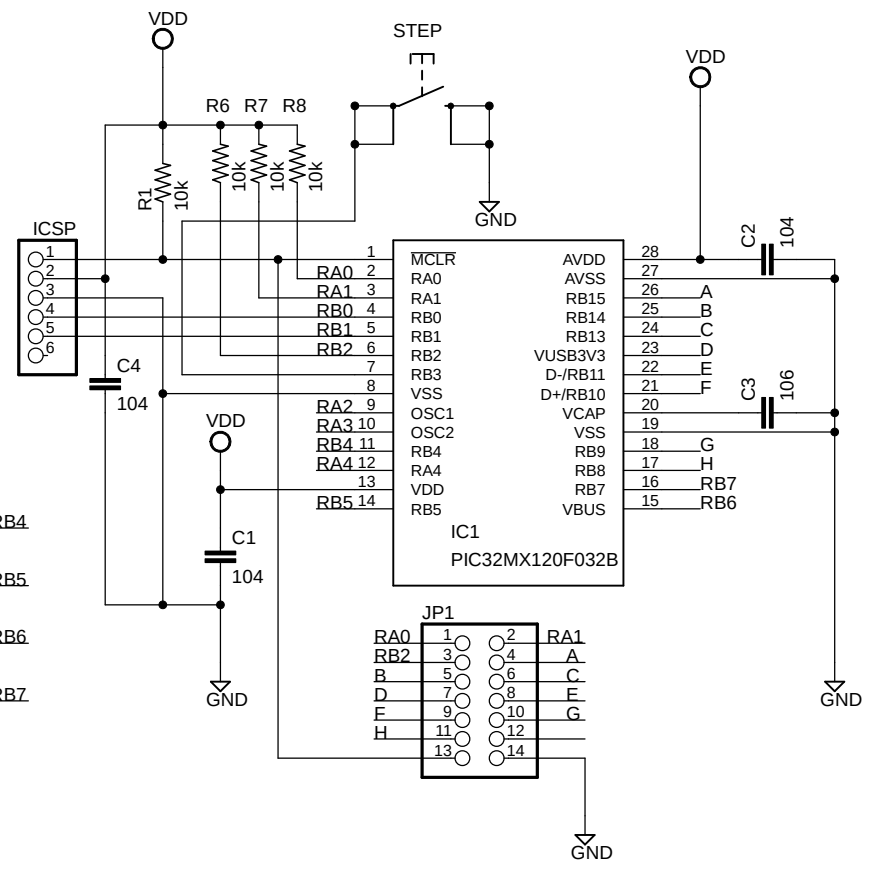 VDD
STEP
VDD
R6 R7 R8
10k
10k
10k
R1
10k
GND
ICSP
1
2
3
4
5
6
C4
104
VDD
C1
104
GND
1 MCLR
RA0 2 RA0
RA1 3 RA1
RB0 4 RB0
RB1 5 RB1
RB2 6 RB2
7 RB3
8 VSS
RA2 9 OSC1
RA3 10 OSC2
RB4 11 RB4
RA4 12 RA4
13 VDD
RB5 14 RB5
AVDD 28
AVSS 27
RB15 26 A
RB14 25 B
RB13 24 C
VUSB3V3 23 D
D-/RB11 22 E
D+/RB10 21 F
VCAP 20
VSS 19
RB9 18 G
RB8 17 H
RB7 16 RB7
VBUS 15 RB6
IC1
PIC32MX120F032B
C2
104
C3
106
GND
RB4
RB5
RB6
RB7
JP1
RA0 1 2 RA1
RB2 3 4 A
B 5 6 C
D 7 8 E
F 9 10 G
H 11 12
13 14
GND